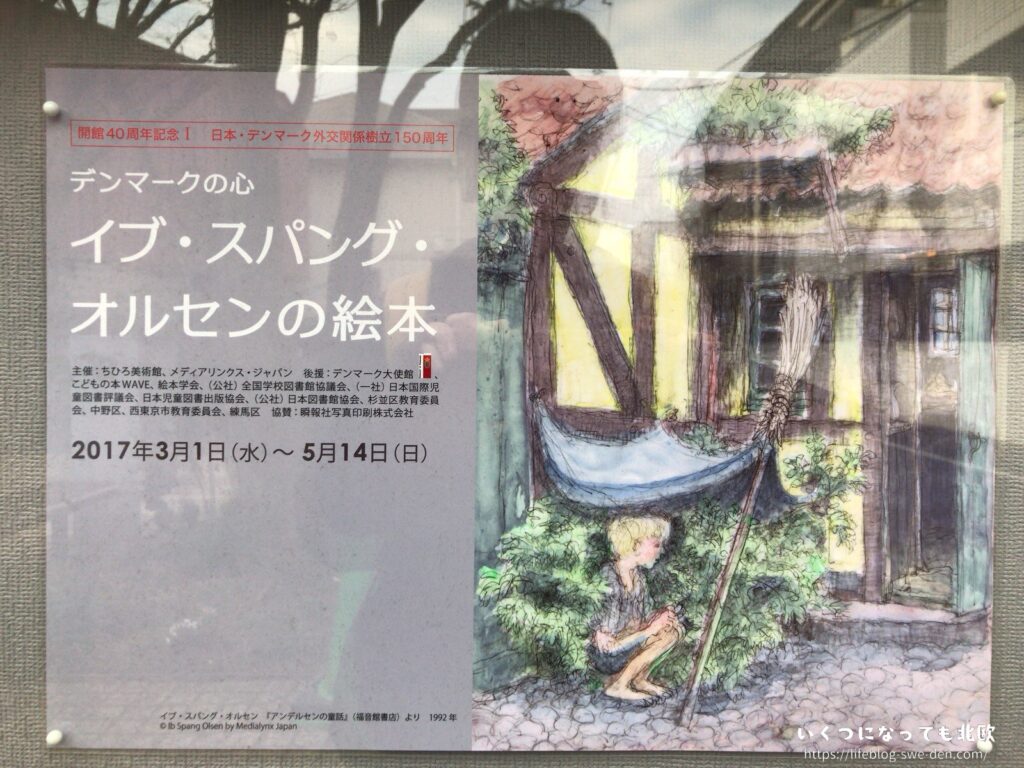 開館40周年記念Ⅰ 日本・デンマーク外交関係樹立150周年
デンマークの心
イブ・スパング・
オルセンの絵本
主催：ちひろ美術館、メディアリンクス・ジャパン 後援：デンマーク大使館、
こどもの本WAVE、絵本学会、（公社）全国学校図書館協議会、（一社）日本国際児
童図書評議会、日本児童図書出版協会、（公社）日本図書館協会、杉並区教育委員
会、中野区、西東京市教育委員会、練馬区 協賛：瞬報社写真印刷株式会社
2017年3月1日（水）～5月14日（日）
イブ・スパング・オルセン 『アンデルセンの童話』（福音館書店）より 1992年
© Ib Spang Olsen by Medialynx Japan
いくつになっても北欧
https://lifeblog-swe-den.com/